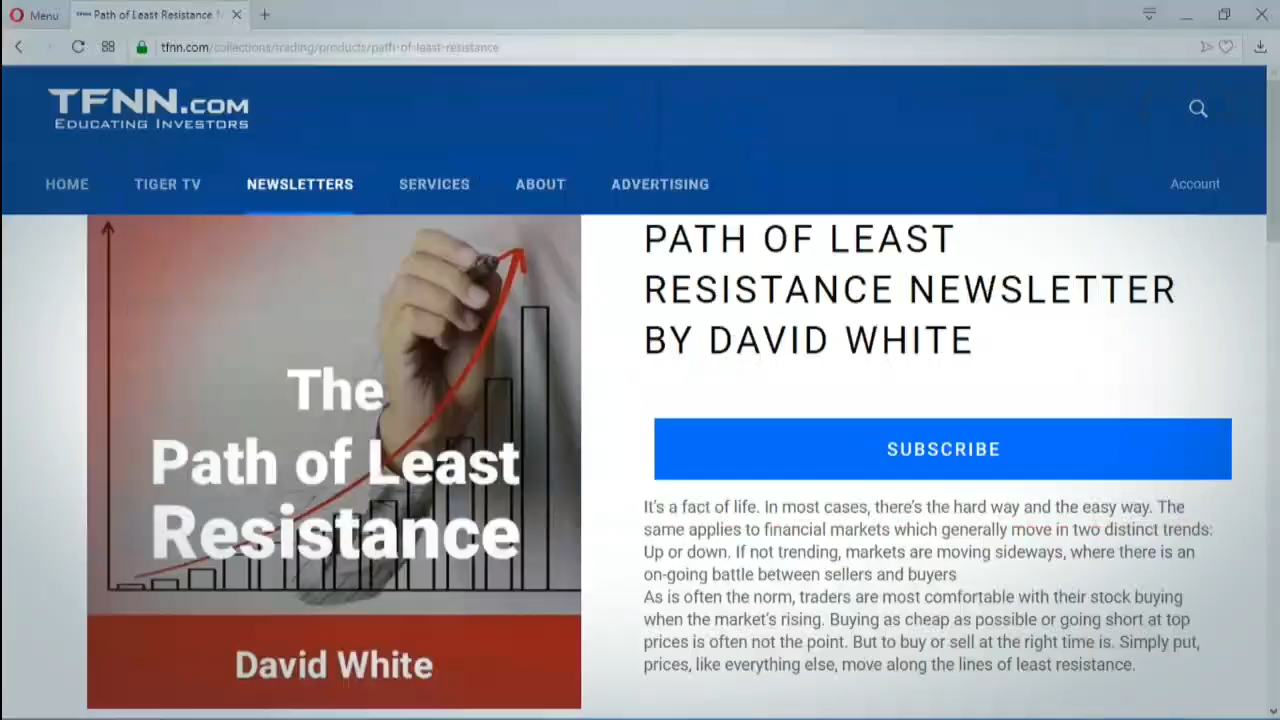 Menu
Path of Least Resistance
tfnn.com/collections/trading/products/path-of-least-resistance
TFNN.COM
EDUCATING INVESTORS
HOME
TIGER TV
NEWSLETTERS
SERVICES
ABOUT
ADVERTISING
Account
The
Path of Least
Resistance
David White
PATH OF LEAST
RESISTANCE NEWSLETTER
BY DAVID WHITE
SUBSCRIBE
It's a fact of life. In most cases, there's the hard way and the easy way. The
same applies to financial markets which generally move in two distinct trends:
Up or down. If not trending, markets are moving sideways, where there is an
on-going battle between sellers and buyers
As is often the norm, traders are most comfortable with their stock buying
when the market's rising. Buying as cheap as possible or going short at top
prices is often not the point. But to buy or sell at the right time is. Simply put,
prices, like everything else, move along the lines of least resistance.